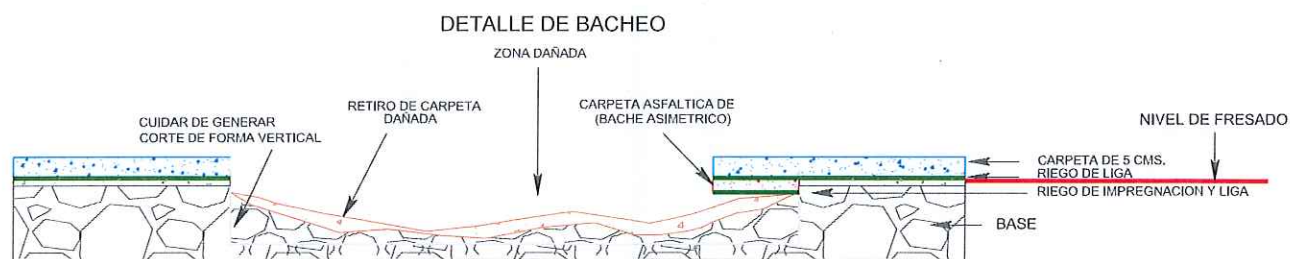 DETALLE DE BACHEO
ZONA DAÑADA
RETIRO DE CARPETA
DAÑADA
CUIDAR DE GENERAR
CORTE DE FORMA VERTICAL
CARPETA ASFALTICA DE
(BACHE ASIMETRICO)
NIVEL DE FRESADO
CARPETA DE 5 CMS.
RIEGO DE LIGA
RIEGO DE IMPREGNACION Y LIGA
BASE